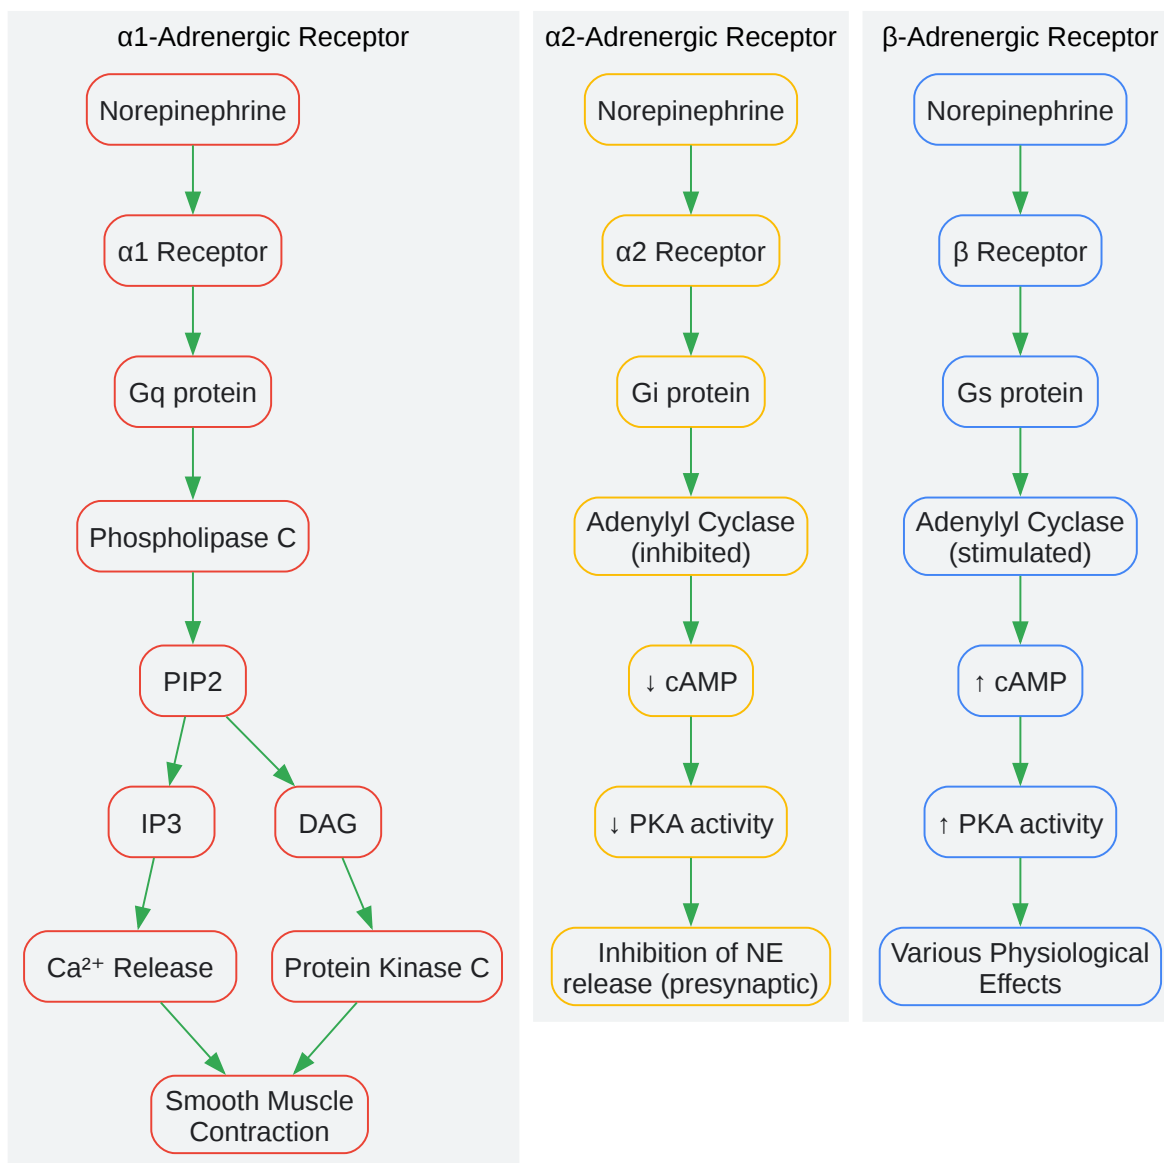 α1-Adrenergic Receptor
Norepinephrine
α1 Receptor
Gq protein
Phospholipase C
PIP2
IP3
DAG
Ca²⁺ Release
Protein Kinase C
Smooth Muscle
Contraction
α2-Adrenergic Receptor
Norepinephrine
α2 Receptor
Gi protein
Adenylyl Cyclase
(inhibited)
↓ cAMP
↓ PKA activity
Inhibition of NE
release (presynaptic)
β-Adrenergic Receptor
Norepinephrine
β Receptor
Gs protein
Adenylyl Cyclase
(stimulated)
↑ cAMP
↑ PKA activity
Various Physiological
Effects